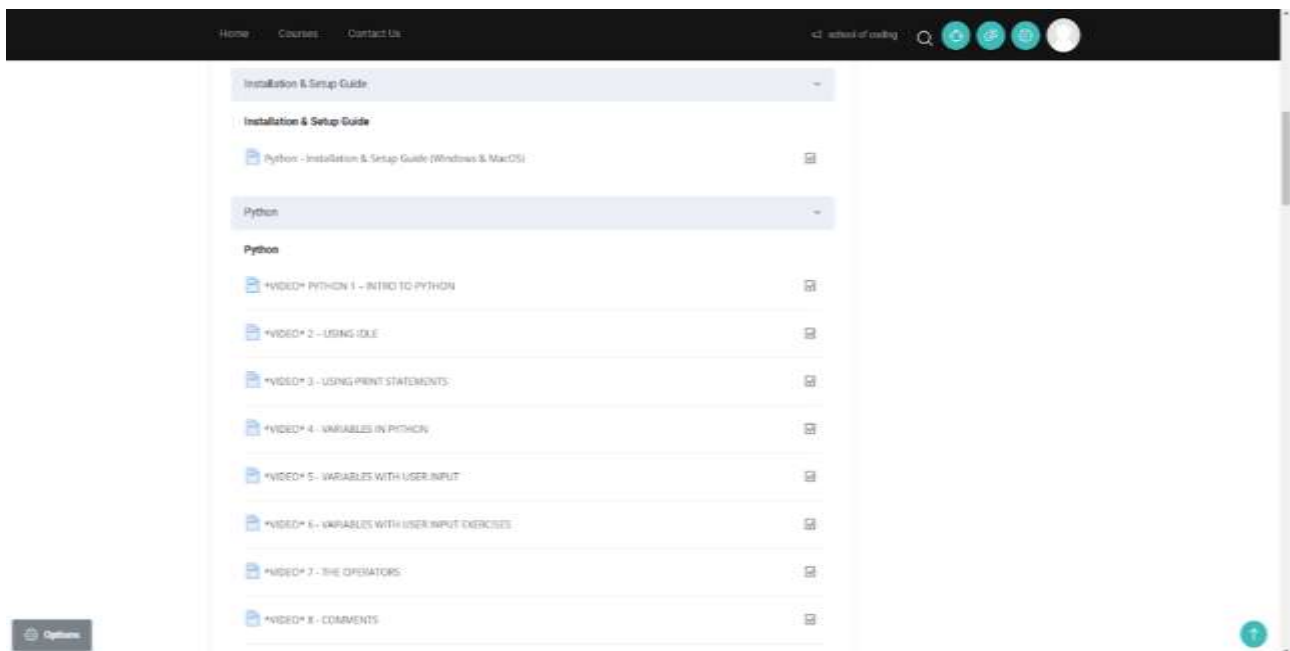 Home Courses Contact Us school of coding
Installation & Setup Guide
Installation & Setup Guide
Python - Installation & Setup Guide (Windows & MacOS)
Python
Python
*VIDEO* PYTHON 1 – INTRO TO PYTHON
*VIDEO* 2 – USING IDLE
*VIDEO* 3 - USING PRINT STATEMENTS
*VIDEO* 4 - VARIABLES IN PYTHON
*VIDEO* 5 - VARIABLES WITH USER INPUT
*VIDEO* 6 - VARIABLES WITH USER INPUT EXERCISES
*VIDEO* 7 - THE OPERATORS
*VIDEO* 8 - COMMENTS
Options